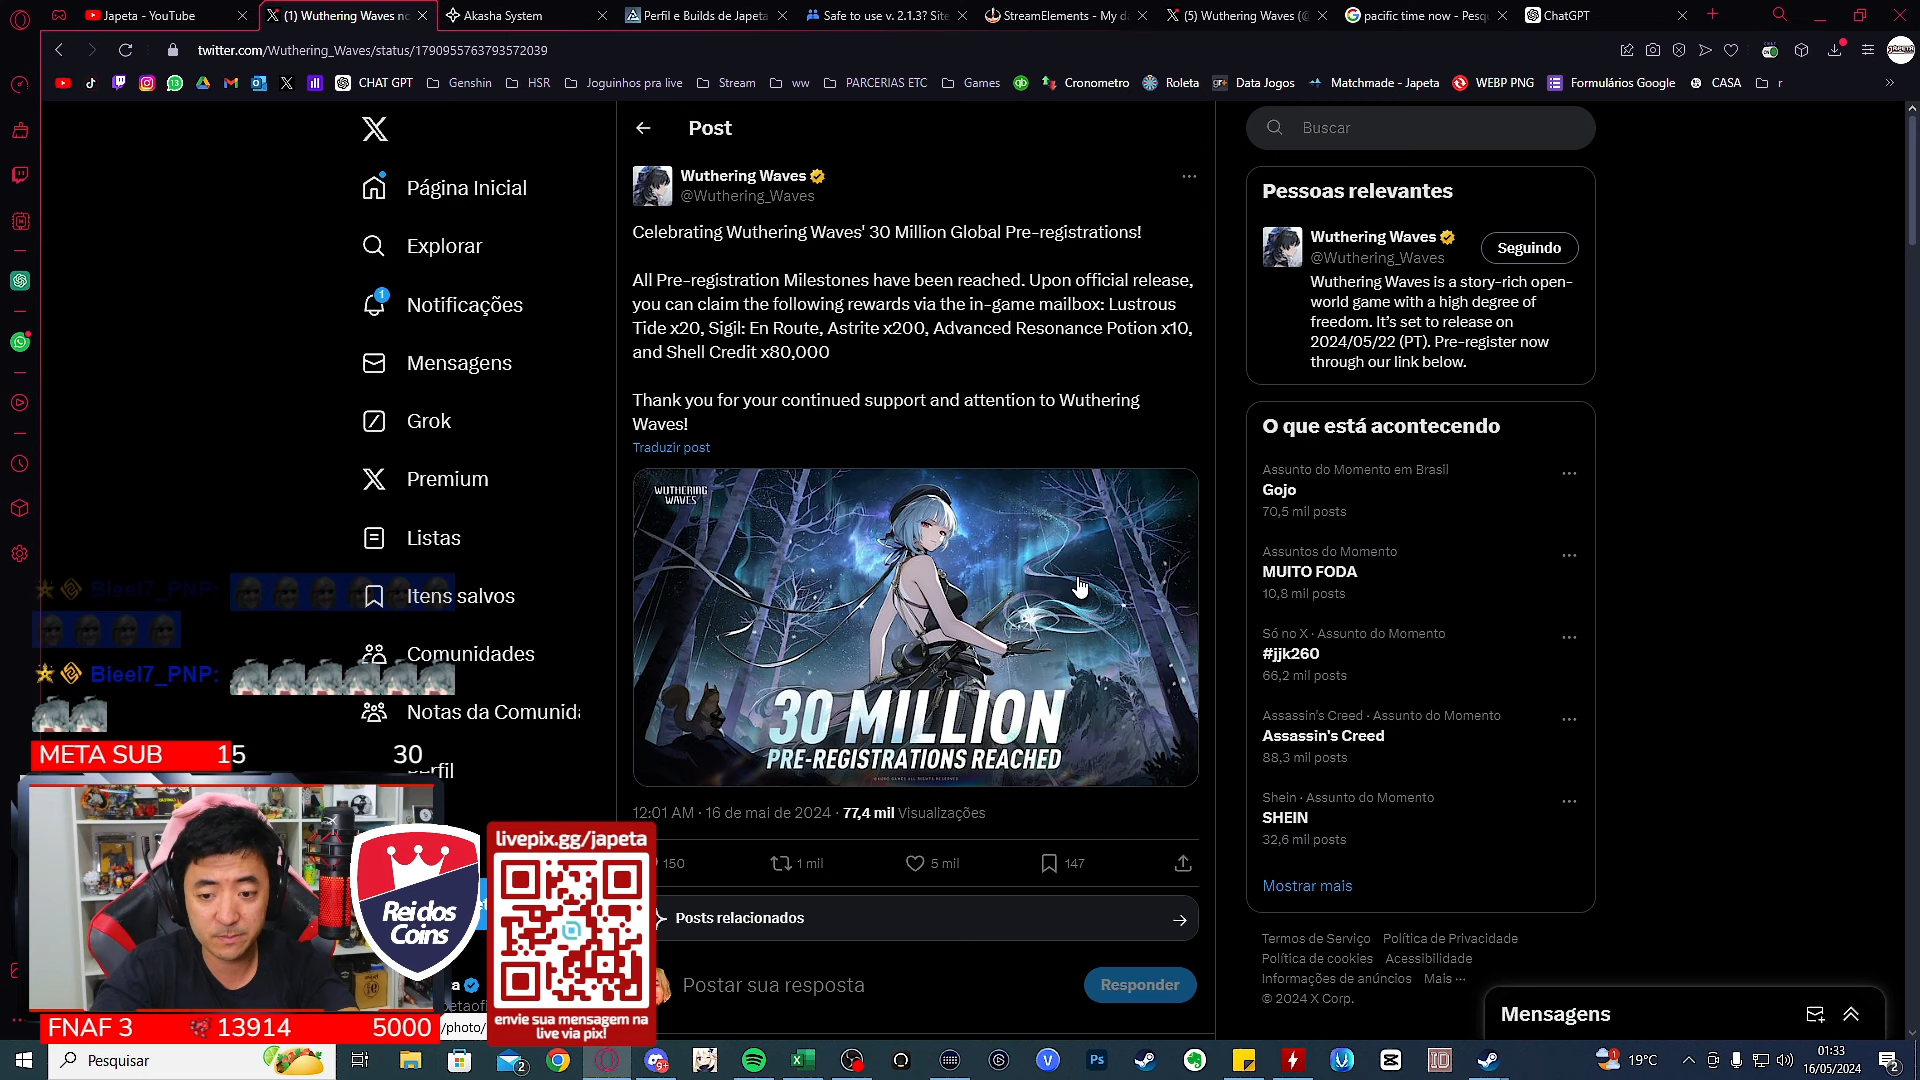 Japeta - YouTube
(1) Wuthering Waves no
Akasha System
Perfil e Builds de Japeta
Safe to use v. 2.1.3? Site
StreamElements - My da
(5) Wuthering Waves (@
pacific time now - Pesqu
ChatGPT
twitter.com/Wuthering_Waves/status/1790955763793572039
CHAT GPT
Genshin
HSR
Joguinhos pra live
Stream
ww
PARCERIAS ETC
Games
Cronometro
Roleta
Data Jogos
Matchmade - Japeta
WEBP PNG
Formulários Google
CASA
r
Página Inicial
Explorar
1
Notificações
Mensagens
Grok
Premium
Listas
Itens salvos
Comunidades
Notas da Comunida
Post
Wuthering Waves
@Wuthering_Waves
Celebrating Wuthering Waves' 30 Million Global Pre-registrations!
All Pre-registration Milestones have been reached. Upon official release,
you can claim the following rewards via the in-game mailbox: Lustrous
Tide x20, Sigil: En Route, Astrite x200, Advanced Resonance Potion x10,
and Shell Credit x80,000
Thank you for your continued support and attention to Wuthering
Waves!
Traduzir post
WUTHERING
WAVES
30 MILLION
PRE-REGISTRATIONS REACHED
12:01 AM · 16 de mai de 2024 · 77,4 mil Visualizações
150
1 mil
5 mil
147
Posts relacionados
Postar sua resposta
Responder
Buscar
Pessoas relevantes
Wuthering Waves
@Wuthering_Waves
Seguindo
Wuthering Waves is a story-rich open-
world game with a high degree of
freedom. It's set to release on
2024/05/22 (PT). Pre-register now
through our link below.
O que está acontecendo
Assunto do Momento em Brasil
Gojo
70,5 mil posts
Assuntos do Momento
MUITO FODA
10,8 mil posts
Só no X · Assunto do Momento
#jjk260
66,2 mil posts
Assassin's Creed · Assunto do Momento
Assassin's Creed
88,3 mil posts
Shein · Assunto do Momento
SHEIN
32,6 mil posts
Mostrar mais
Termos de Serviço Política de Privacidade
Política de cookies Acessibilidade
Informações de anúncios Mais ···
© 2024 X Corp.
Mensagens
Bieel7_PNP:
Bieel7_PNP:
META SUB 15 30
Rei dos
Coins
livepix.gg/japeta
envie sua mensagem na
live via pix!
FNAF 3 13914 5000
/photo/
Pesquisar
2
9+
Ps
19°C
01:33
16/05/2024
2